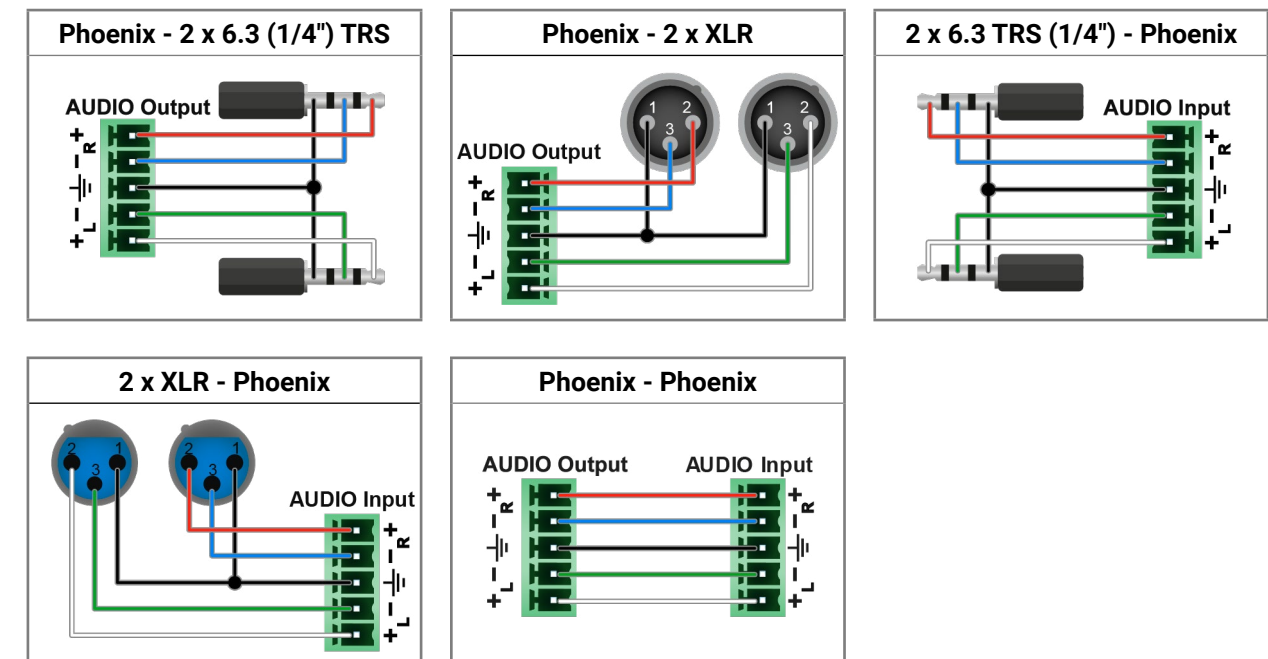 Phoenix - 2 x 6.3 (1/4") TRS
AUDIO Output
+
R
-
-
L
+
Phoenix - 2 x XLR
1 2
3
1 2
3
AUDIO Output
+
R
-
-
L
+
2 x 6.3 TRS (1/4") - Phoenix
AUDIO Input
+
R
-
-
L
+
2 x XLR - Phoenix
2 1
3
2 1
3
AUDIO Input
+
R
-
-
L
+
Phoenix - Phoenix
AUDIO Output AUDIO Input
+ +
R R
- -
- -
L L
+ +